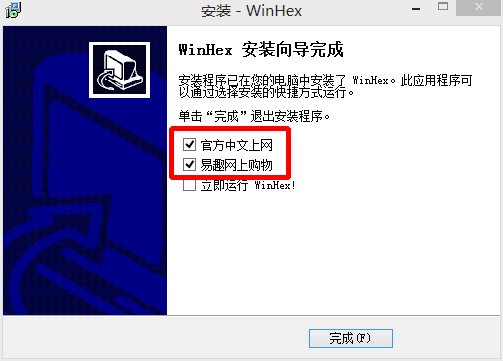 安装 - WinHex
WinHex 安装向导完成
安装程序已在您的电脑中安装了 WinHex。此应用程序可
以通过选择安装的快捷方式运行。
单击“完成”退出安装程序。
官方中文上网
易趣网上购物
立即运行 WinHex!
完成(F)